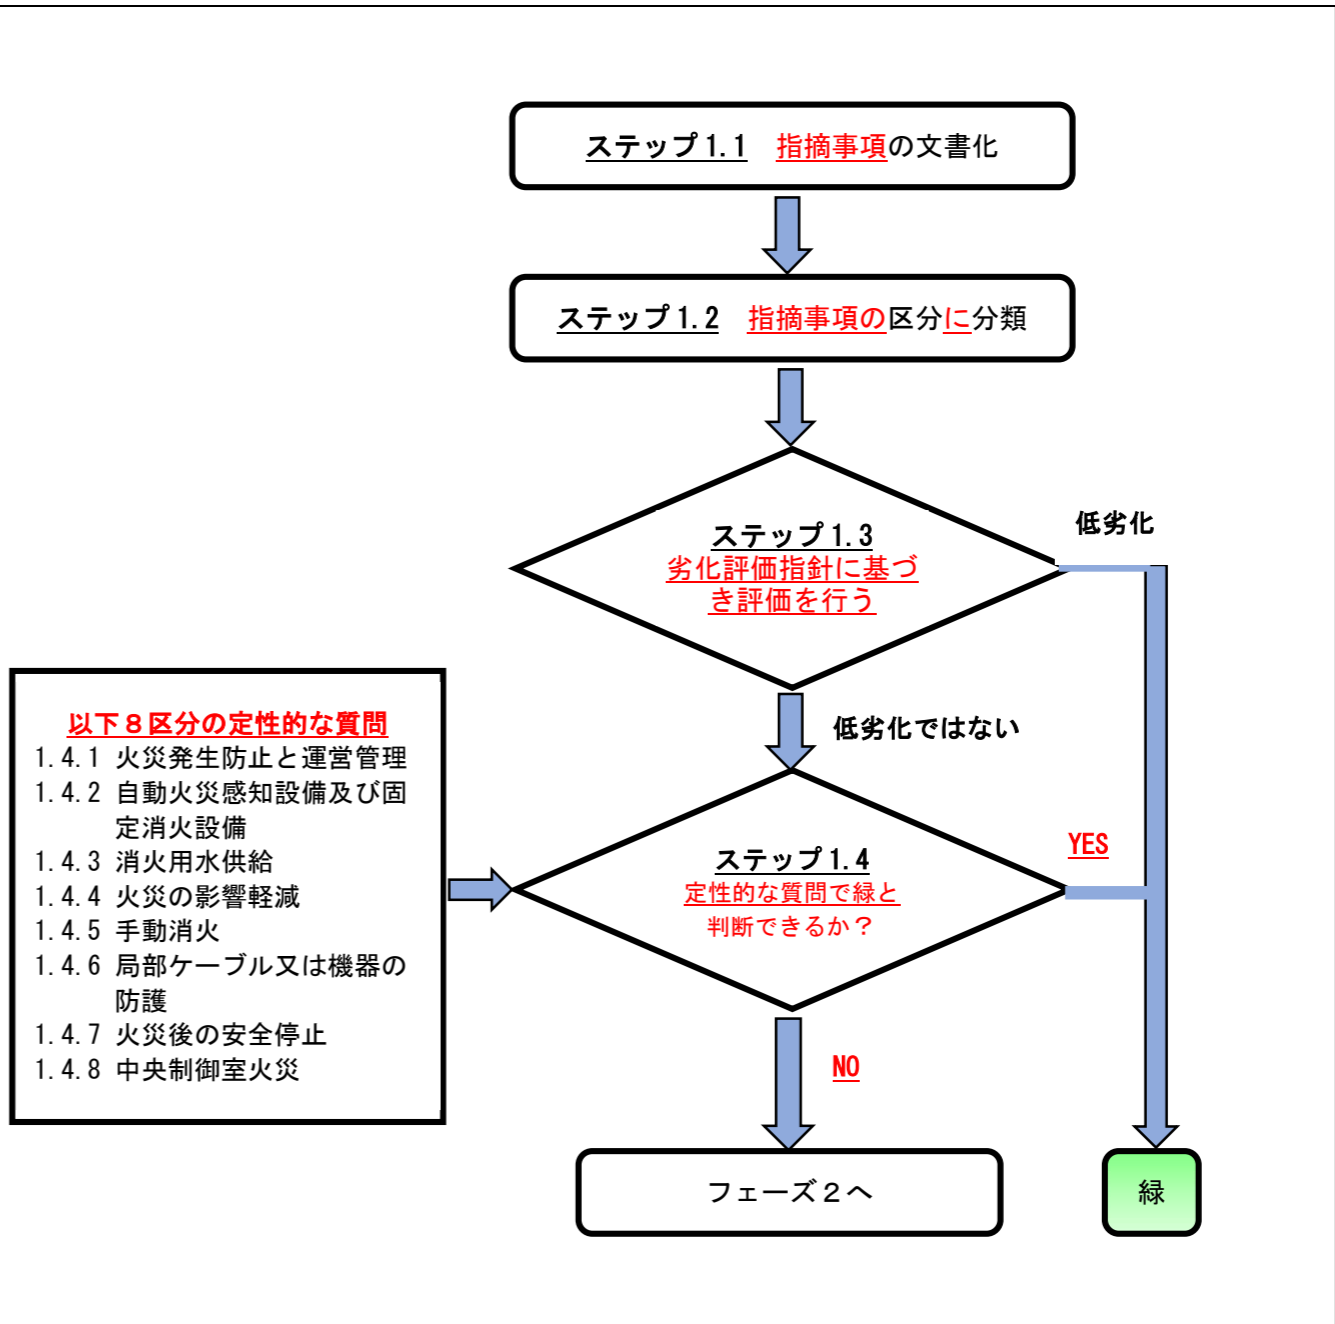 ステップ1.1 指摘事項の文書化
ステップ1.2 指摘事項の区分に分類
ステップ1.3
劣化評価指針に基づ
き評価を行う
低劣化
低劣化ではない
以下８区分の定性的な質問
1.4.1 火災発生防止と運営管理
1.4.2 自動火災感知設備及び固
定消火設備
1.4.3 消火用水供給
1.4.4 火災の影響軽減
1.4.5 手動消火
1.4.6 局部ケーブル又は機器の
防護
1.4.7 火災後の安全停止
1.4.8 中央制御室火災
ステップ1.4
定性的な質問で緑と
判断できるか？
YES
NO
フェーズ２へ
緑